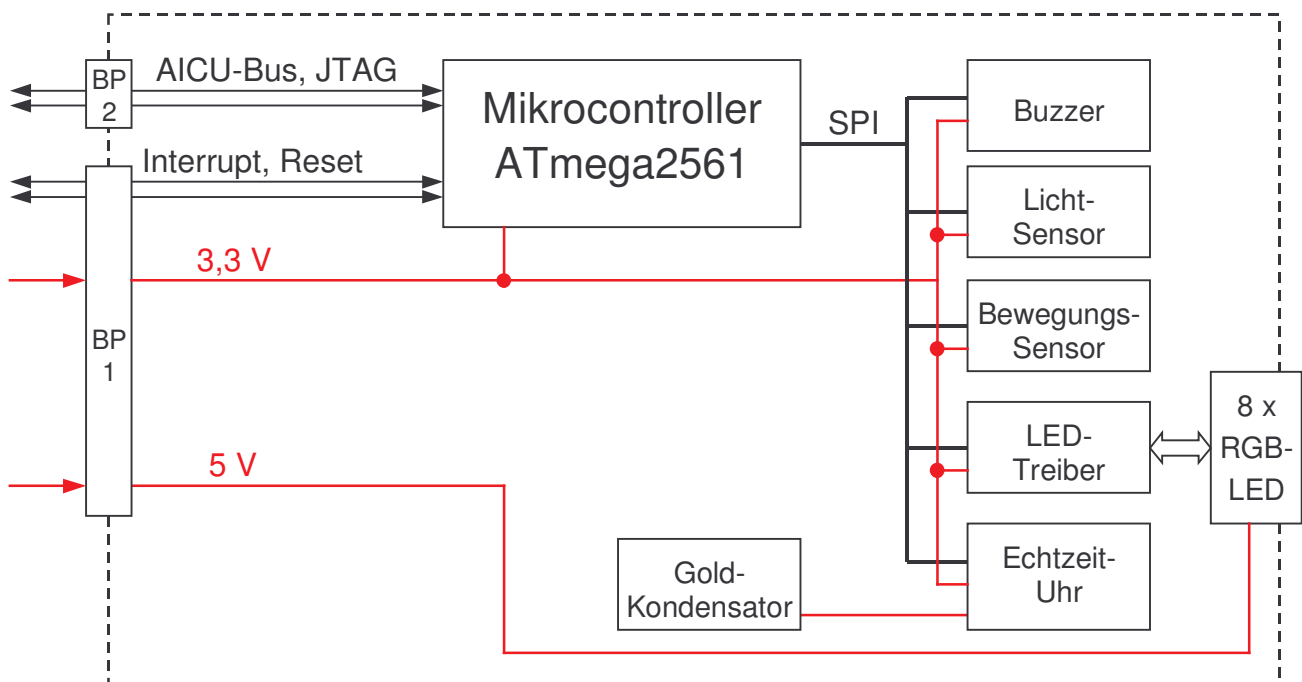 BP
2
AICU-Bus, JTAG
Mikrocontroller
ATmega2561
SPI
Buzzer
Interrupt, Reset
Licht-
Sensor
3,3 V
Bewegungs-
Sensor
BP
1
LED-
Treiber
8 x
RGB-
LED
5 V
Gold-
Kondensator
Echtzeit-
Uhr